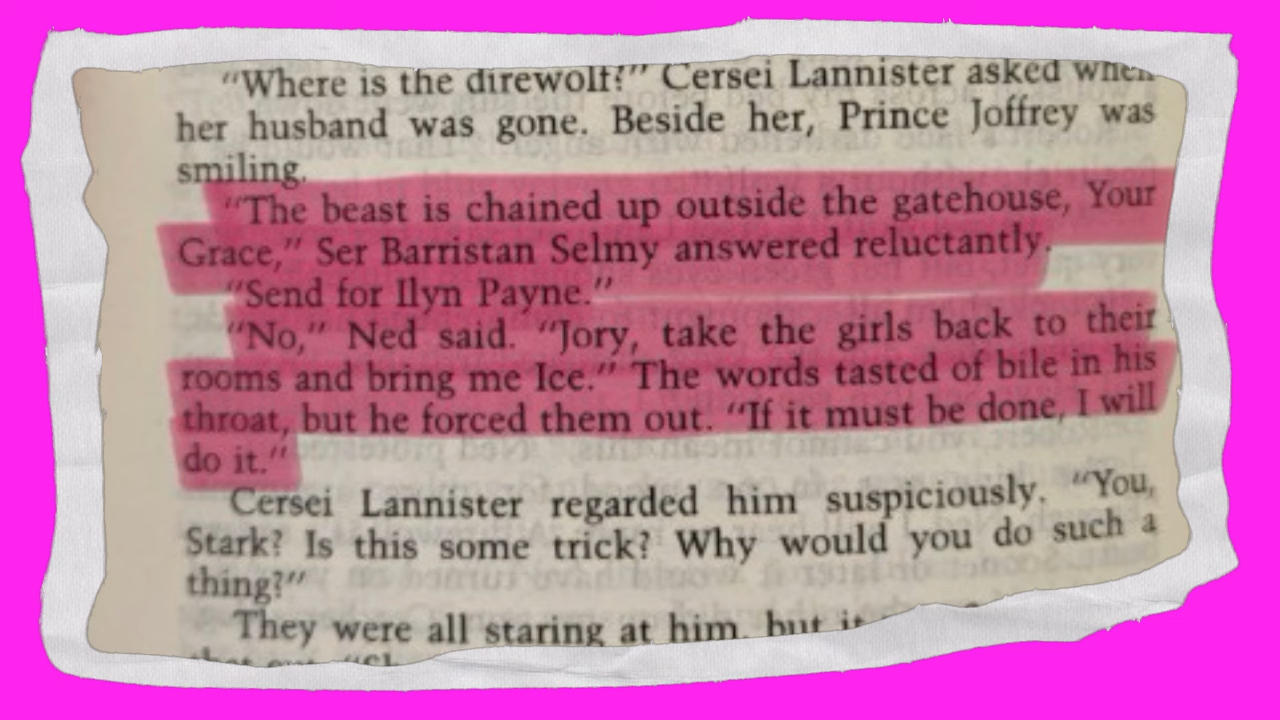 "Where is the direwolf?" Cersei Lannister asked when
her husband was gone. Beside her, Prince Joffrey was
smiling.
"The beast is chained up outside the gatehouse, Your
Grace," Ser Barristan Selmy answered reluctantly.
"Send for Ilyn Payne."
"No," Ned said. "Jory, take the girls back to their
rooms and bring me Ice." The words tasted of bile in his
throat, but he forced them out. "If it must be done, I will
do it."
Cersei Lannister regarded him suspiciously. "You,
Stark? Is this some trick? Why would you do such a
thing?"
They were all staring at him, but it